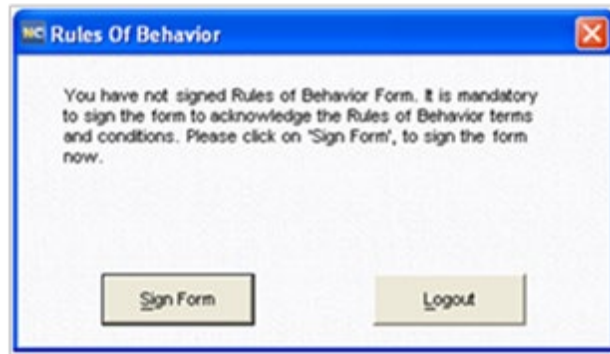 NC Rules Of Behavior
You have not signed Rules of Behavior Form. It is mandatory
to sign the form to acknowledge the Rules of Behavior terms
and conditions. Please click on 'Sign Form', to sign the form
now.
Sign Form
Logout